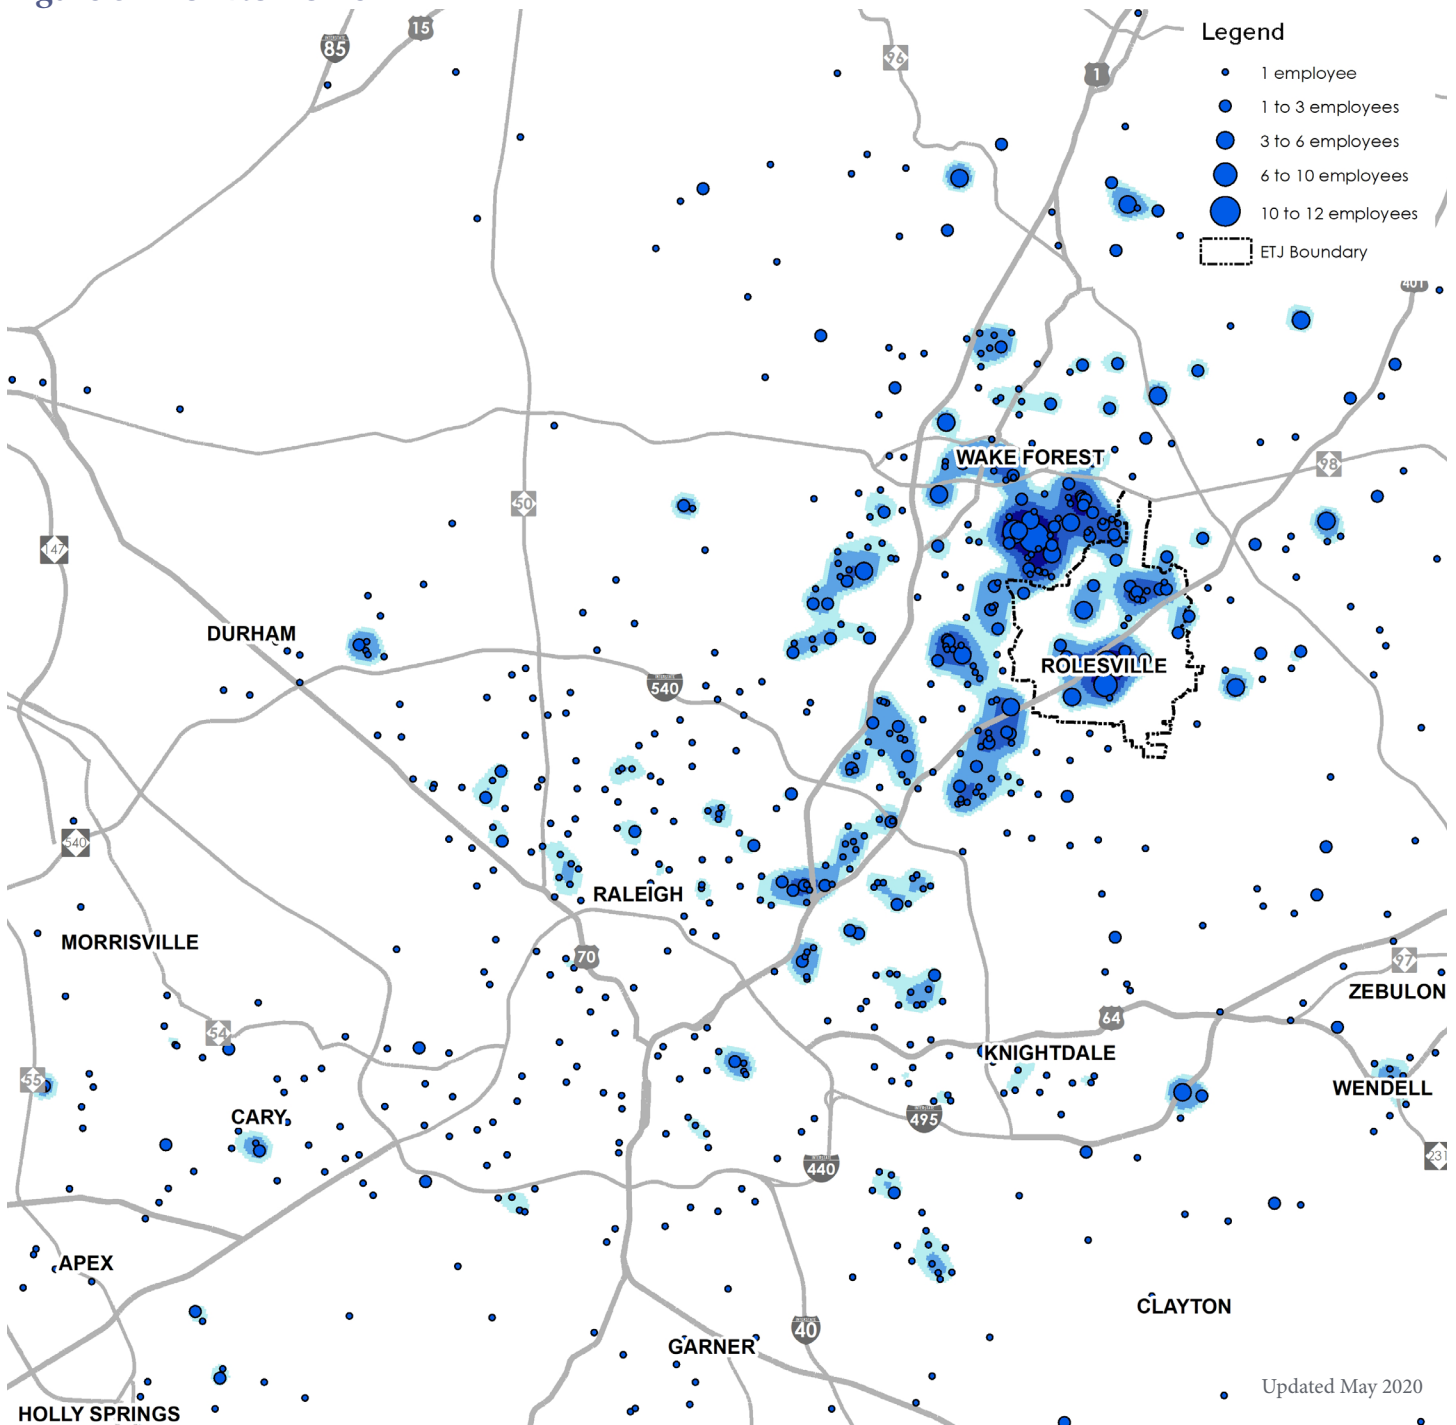 15
85
96
1
Legend
1 employee
1 to 3 employees
3 to 6 employees
6 to 10 employees
10 to 12 employees
ETJ Boundary
401
WAKE FOREST
98
50
147
DURHAM
540
ROLESVILLE
540
RALEIGH
MORRISVILLE
70
97
ZEBULON
64
54
KNIGHTDALE
55
WENDELL
CARY
495
440
231
APEX
CLAYTON
40
GARNER
Updated May 2020
HOLLY SPRINGS